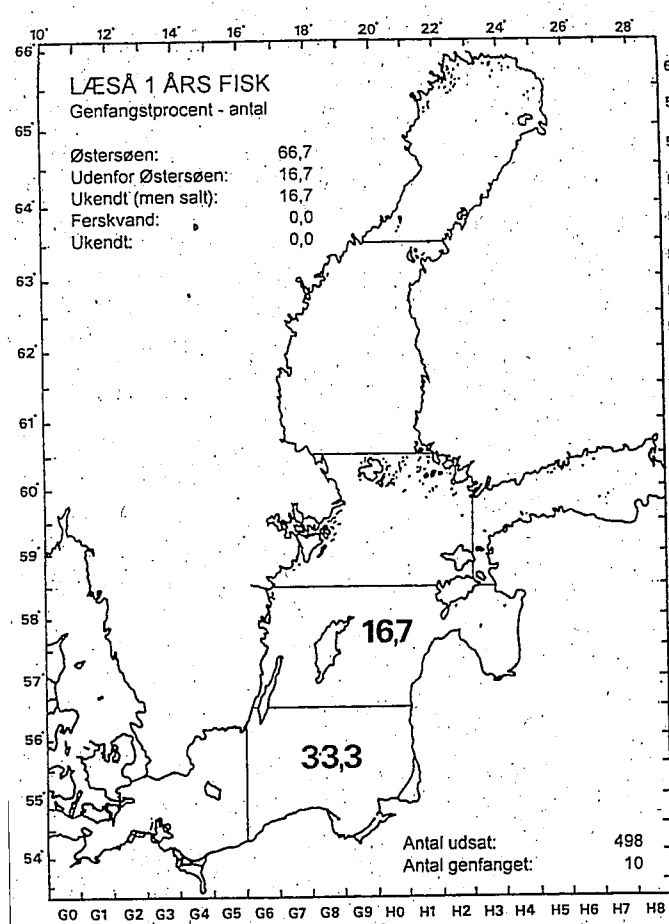 10° 12° 14° 16° 18° 20° 22° 24° 26° 28°
66°
LÆSÅ 1 ÅRS FISK
Genfangstprocent - antal
65°
Østersøen: 66,7
Udenfor Østersøen: 16,7
Ukendt (men salt): 16,7
64°
Ferskvand: 0,0
Ukendt: 0,0
63°
62°
61°
60°
59°
58°
16,7
57°
56°
33,3
55°
Antal udsat: 498
Antal genfanget: 10
54°
G0 G1 G2 G3 G4 G5 G6 G7 G8 G9 H0 H1 H2 H3 H4 H5 H6 H7 H8